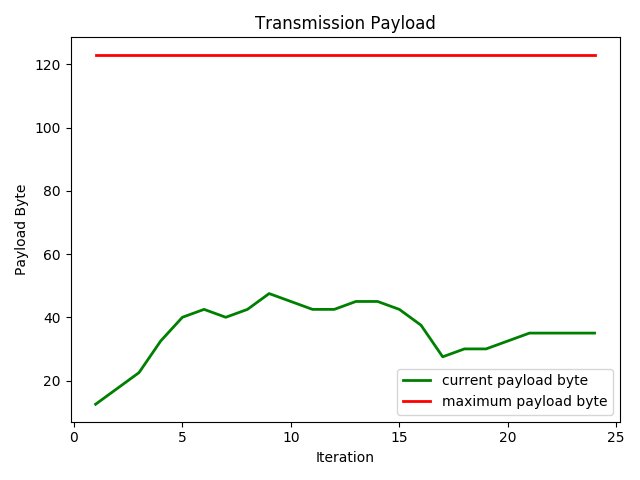 Transmission Payload
120
100
80
60
40
20
Payload Byte
0
5
10
15
20
25
Iteration
current payload byte
maximum payload byte